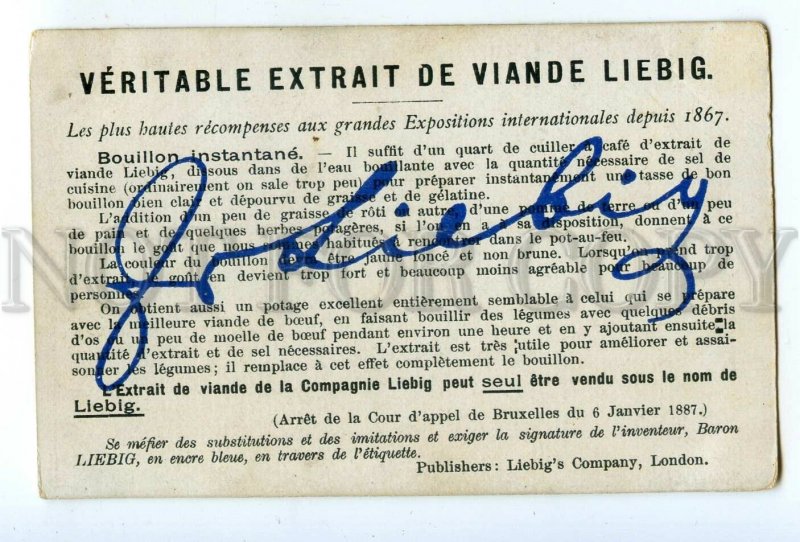 VÉRITABLE EXTRAIT DE VIANDE LIEBIG.
Les plus hautes récompenses aux grandes Expositions internationales depuis 1867.
Bouillon instantané. — Il suffit d'un quart de cuiller à café d'extrait de
viande Liebig, dissous dans de l'eau bouillante avec la quantité nécessaire de sel de
cuisine (ordinairement on sale trop peu) pour préparer instantanément une tasse de bon
bouillon bien clair et dépourvu de graisse et de gélatine.
L'addition d'un peu de graisse de rôti ou autre, d'une pomme de terre ou d'un peu
de pain et de quelques herbes potagères, si l'on en a à sa disposition, donnent à ce
bouillon le goût que nous sommes habitués à rencontrer dans le pot-au-feu.
La couleur du bouillon devra être jaune foncé et non brune. Lorsqu'on prend trop
d'extrait, le goût en devient trop fort et beaucoup moins agréable pour beaucoup de
personnes.
On obtient aussi un potage excellent entièrement semblable à celui qui se prépare
avec la meilleure viande de bœuf, en faisant bouillir des légumes avec quelques débris
d'os ou un peu de moelle de bœuf pendant environ une heure et en y ajoutant ensuite la
quantité d'extrait et de sel nécessaires. L'extrait est très utile pour améliorer et assai-
sonner les légumes; il remplace à cet effet complètement le bouillon.
L'Extrait de viande de la Compagnie Liebig peut seul être vendu sous le nom de
Liebig.
(Arrêt de la Cour d'appel de Bruxelles du 6 Janvier 1887.)
Se méfier des substitutions et des imitations et exiger la signature de l'inventeur, Baron
LIEBIG, en encre bleue, en travers de l'étiquette.
Publishers: Liebig's Company, London.